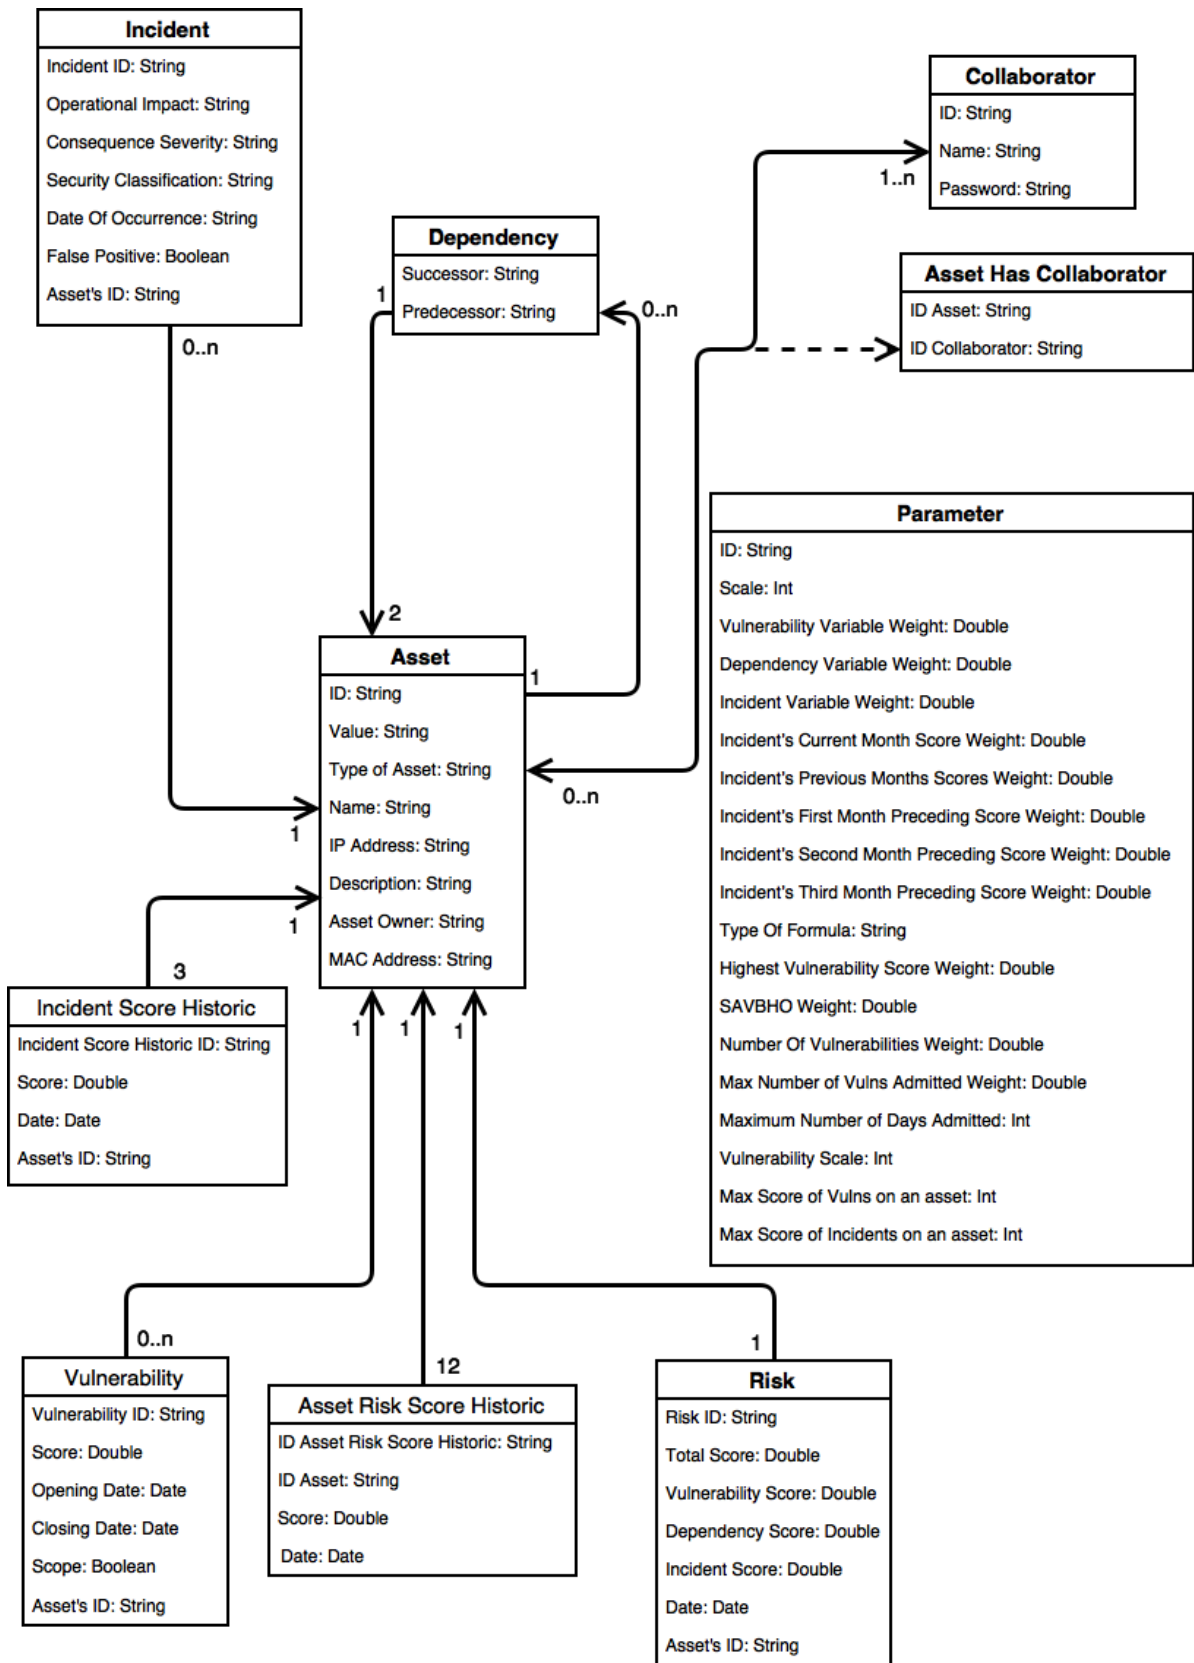 Incident
Incident ID: String
Operational Impact: String
Consequence Severity: String
Security Classification: String
Date Of Occurrence: String
False Positive: Boolean
Asset's ID: String
0..n
Collaborator
ID: String
Name: String
Password: String
1..n
Dependency
Successor: String
Predecessor: String
1
0..n
Asset Has Collaborator
ID Asset: String
ID Collaborator: String
Parameter
ID: String
Scale: Int
Vulnerability Variable Weight: Double
Dependency Variable Weight: Double
Incident Variable Weight: Double
Incident's Current Month Score Weight: Double
Incident's Previous Months Scores Weight: Double
Incident's First Month Preceding Score Weight: Double
Incident's Second Month Preceding Score Weight: Double
Incident's Third Month Preceding Score Weight: Double
Type Of Formula: String
Highest Vulnerability Score Weight: Double
SAVBHO Weight: Double
Number Of Vulnerabilities Weight: Double
Max Number of Vulns Admitted Weight: Double
Maximum Number of Days Admitted: Int
Vulnerability Scale: Int
Max Score of Vulns on an asset: Int
Max Score of Incidents on an asset: Int
2
Asset
1
ID: String
Value: String
Type of Asset: String
Name: String
IP Address: String
Description: String
Asset Owner: String
MAC Address: String
0..n
1
1
3
Incident Score Historic
Incident Score Historic ID: String
Score: Double
Date: Date
Asset's ID: String
1
1
1
0..n
Vulnerability
Vulnerability ID: String
Score: Double
Opening Date: Date
Closing Date: Date
Scope: Boolean
Asset's ID: String
12
Asset Risk Score Historic
ID Asset Risk Score Historic: String
ID Asset: String
Score: Double
Date: Date
1
Risk
Risk ID: String
Total Score: Double
Vulnerability Score: Double
Dependency Score: Double
Incident Score: Double
Date: Date
Asset's ID: String